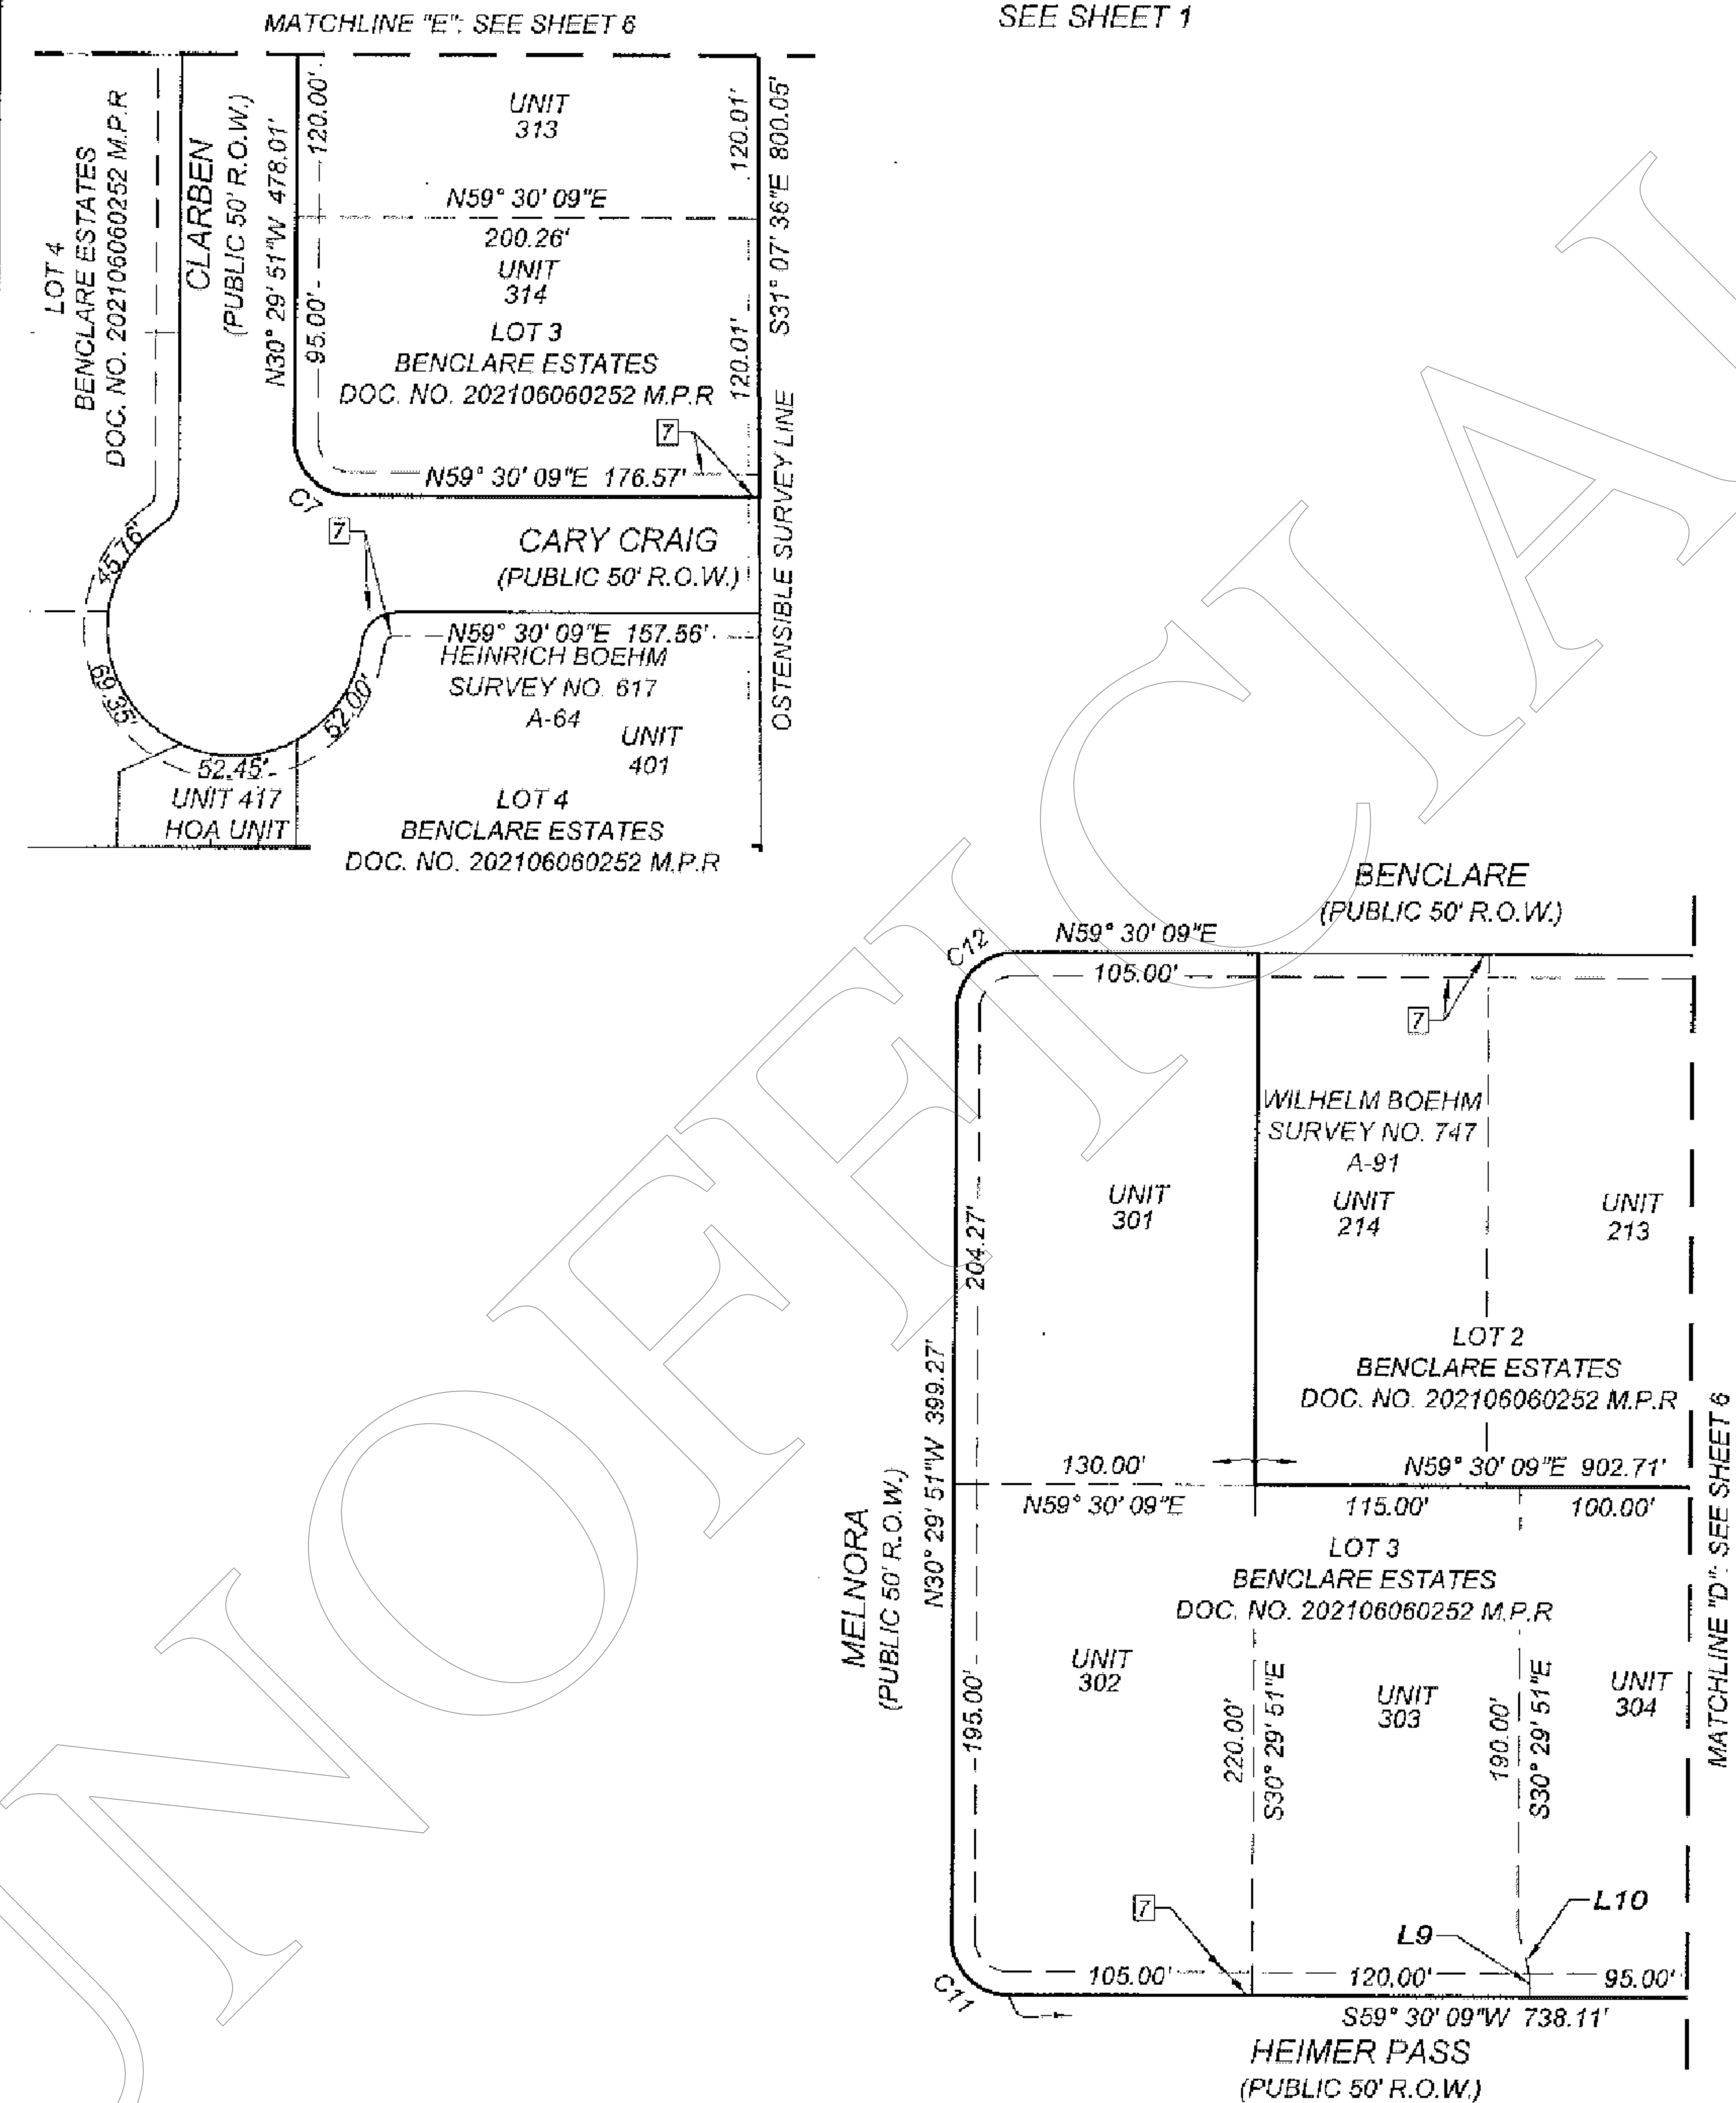 MATCHLINE "E": SEE SHEET 6
SEE SHEET 1
LOT 4
BENCLARE ESTATES
DOC. NO. 202106060252 M.P.R
CLARBEN
(PUBLIC 50' R.O.W.)
N30° 29' 51"W 478.01'
120.00'
95.00'
UNIT
313
N59° 30' 09"E
200.26'
UNIT
314
LOT 3
BENCLARE ESTATES
DOC. NO. 202106060252 M.P.R
120.01'
120.01'
S31° 07' 36"E 800.05'
OSTENSIBLE SURVEY LINE
7
N59° 30' 09"E 176.57'
C7
7
CARY CRAIG
(PUBLIC 50' R.O.W.)
45.76'
69.35'
52.00'
52.45'
N59° 30' 09"E 157.56'
HEINRICH BOEHM
SURVEY NO. 617
A-64
UNIT
401
UNIT 417
HOA UNIT
LOT 4
BENCLARE ESTATES
DOC. NO. 202106060252 M.P.R
BENCLARE
(PUBLIC 50' R.O.W.)
C12
N59° 30' 09"E
105.00'
7
WILHELM BOEHM
SURVEY NO. 747
A-91
UNIT
301
UNIT
214
UNIT
213
204.27'
LOT 2
BENCLARE ESTATES
DOC. NO. 202106060252 M.P.R
MELNORA
(PUBLIC 50' R.O.W.)
N30° 29' 51"W 399.27'
130.00'
N59° 30' 09"E
N59° 30' 09"E 902.71'
115.00'
100.00'
MATCHLINE "D": SEE SHEET 6
LOT 3
BENCLARE ESTATES
DOC. NO. 202106060252 M.P.R
UNIT
302
195.00'
220.00'
S30° 29' 51"E
UNIT
303
190.00'
S30° 29' 51"E
UNIT
304
7
L9
L10
C11
105.00'
120.00'
95.00'
S59° 30' 09"W 738.11'
HEIMER PASS
(PUBLIC 50' R.O.W.)
UNOFFICIAL